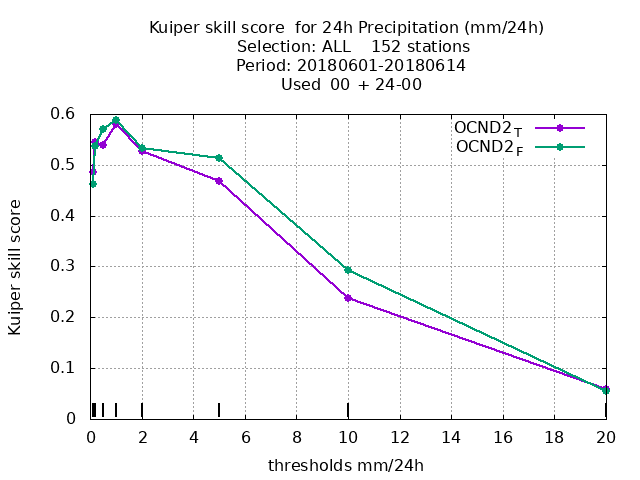 Kuiper skill score  for 24h Precipitation (mm/24h)
Selection: ALL    152 stations
Period: 20180601-20180614
Used  00 + 24-00
OCND2T
OCND2F
Kuiper skill score
0.6
0.5
0.4
0.3
0.2
0.1
0
0 2 4 6 8 10 12 14 16 18 20
thresholds mm/24h